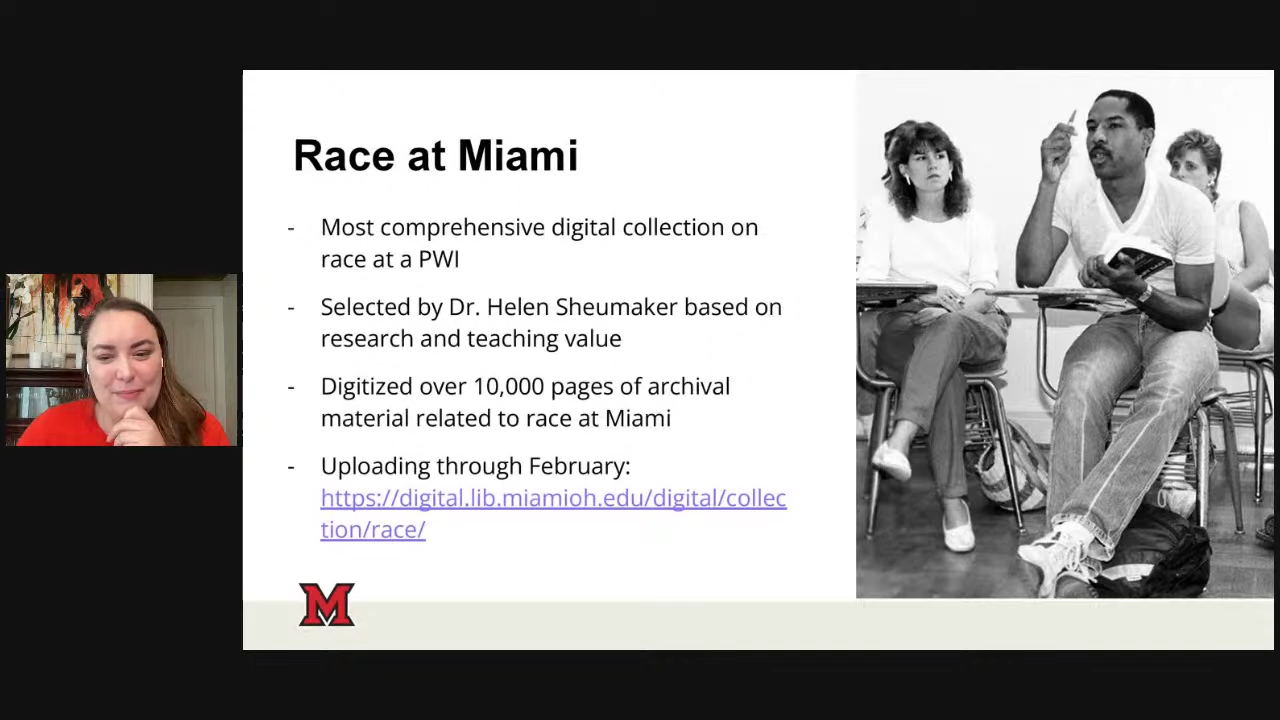 Race at Miami
- Most comprehensive digital collection on
race at a PWI
- Selected by Dr. Helen Sheumaker based on
research and teaching value
- Digitized over 10,000 pages of archival
material related to race at Miami
- Uploading through February:
https://digital.lib.miamioh.edu/digital/collec
tion/race/
M